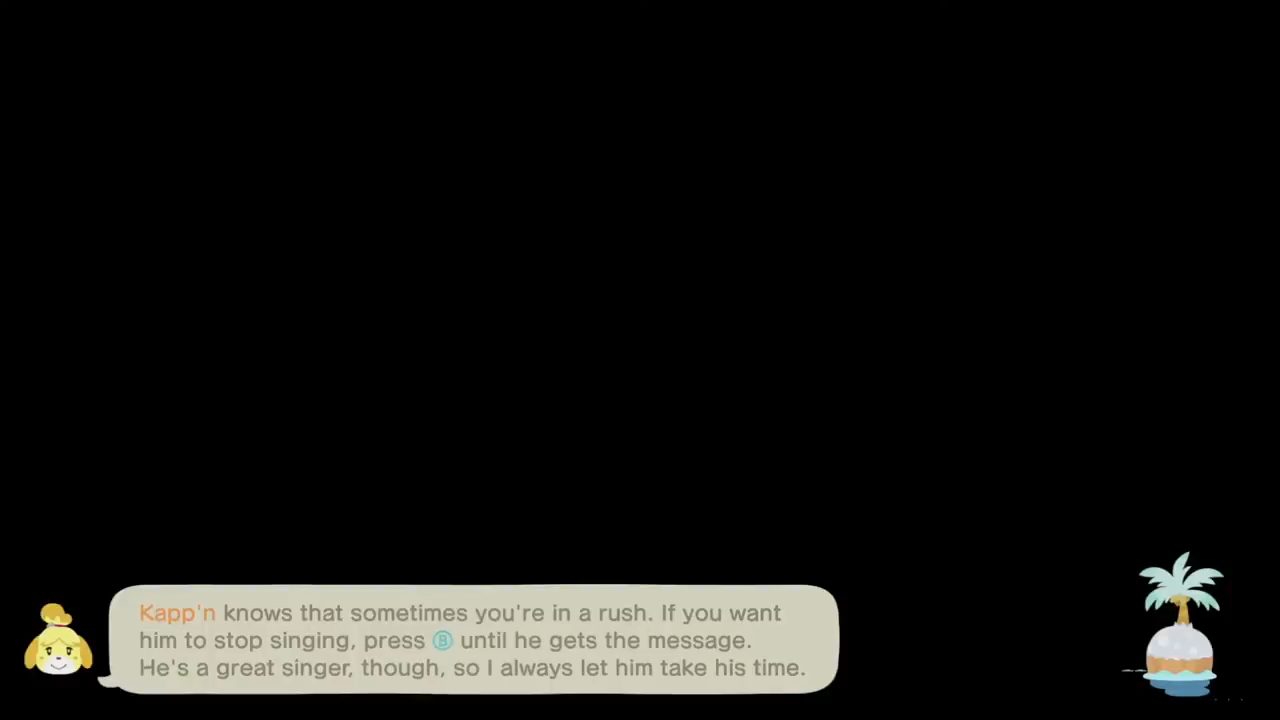 Kapp'n knows that sometimes you're in a rush. If you want
him to stop singing, press Ⓑ until he gets the message.
He's a great singer, though, so I always let him take his time.